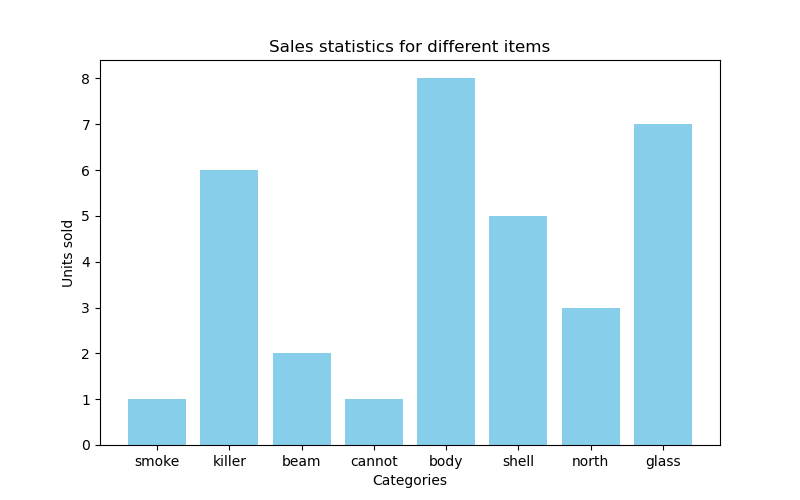 Sales statistics for different items
Units sold
8
7
6
5
4
3
2
1
0
smoke killer beam cannot body shell north glass
Categories